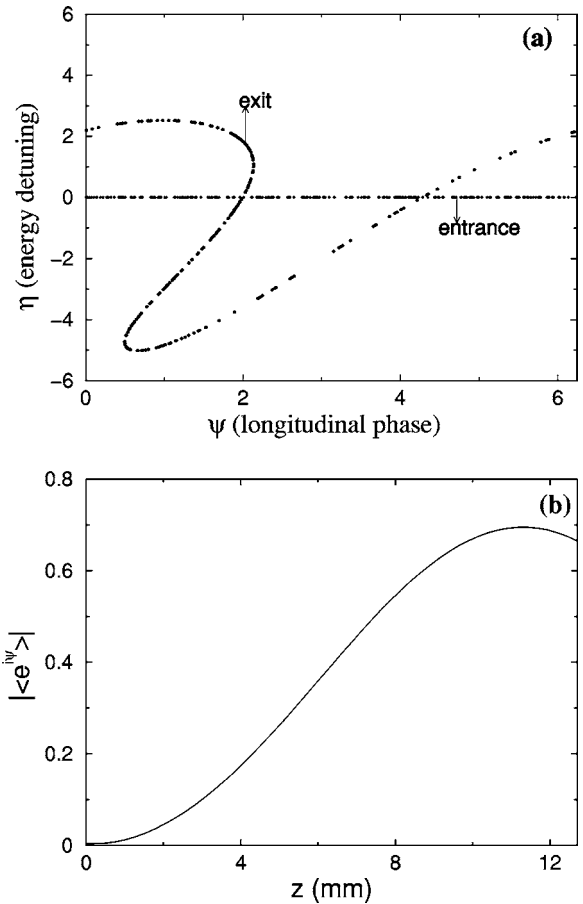 (a)
6
4
2
0
−2
−4
−6
η (energy detuning)
exit
entrance
0 2 4 6
ψ (longitudinal phase)
(b)
0.8
0.6
0.4
0.2
0
|<e^{iψ}>|
0 4 8 12
z (mm)